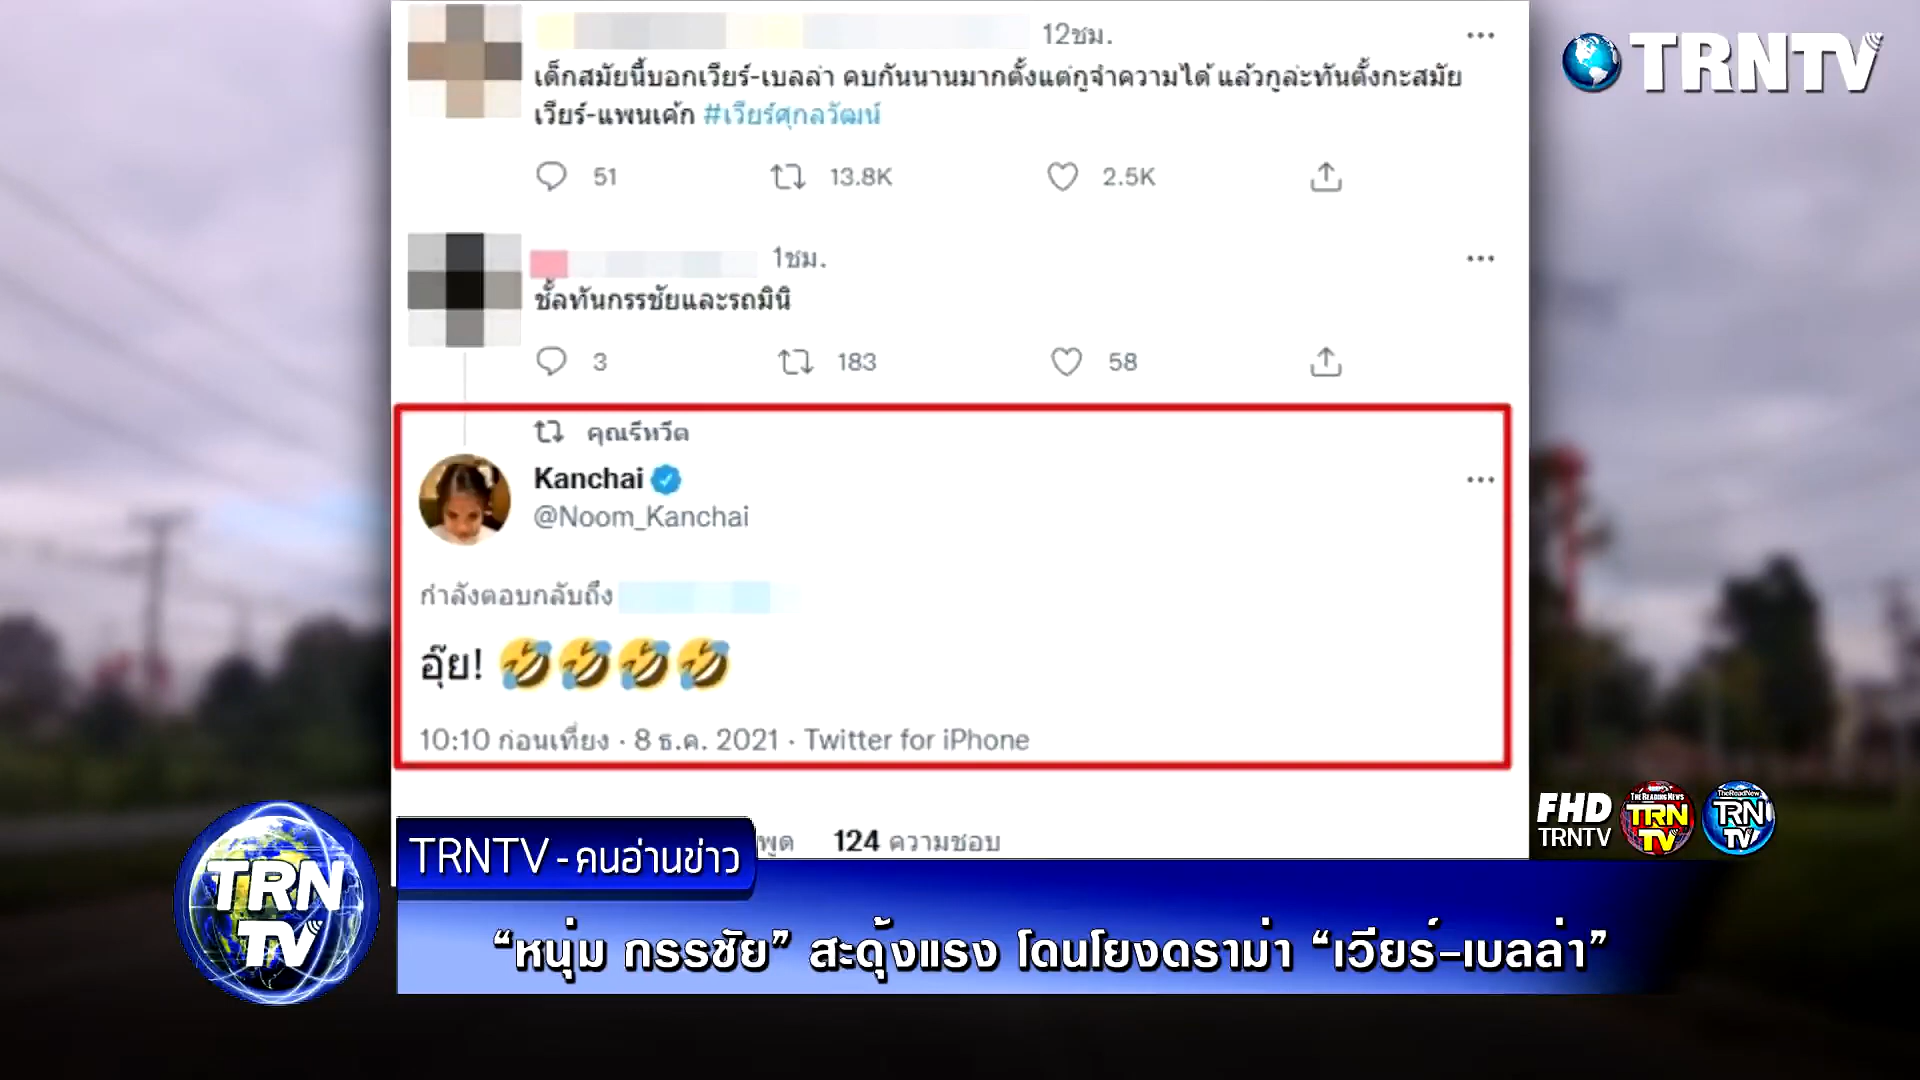 12ชม.
TRNTV
เด็กสมัยนี้บอกเวียร์-เบลล่า คบกันนานมากตั้งแต่กูจำความได้ แล้วกูล่ะทันตั้งกะสมัย
เวียร์-แพนเค้ก #เวียร์ศุกลวัฒน์
51 13.8K 2.5K
1ชม.
ชั้ลทันกรรชัยและรถมินิ
3 183 58
คุณรีทวีต
Kanchai
@Noom_Kanchai
กำลังตอบกลับถึง
อุ๊ย! 🤣🤣🤣🤣
10:10 ก่อนเที่ยง · 8 ธ.ค. 2021 · Twitter for iPhone
พูด 124 ความชอบ
FHD
TRNTV
THE READING NEWS
TRN
TV
TheReadNew
TRN
TV
TRNTV - คนอ่านข่าว
TRN
TV
“หนุ่ม กรรชัย” สะดุ้งแรง โดนโยงดราม่า “เวียร์-เบลล่า”